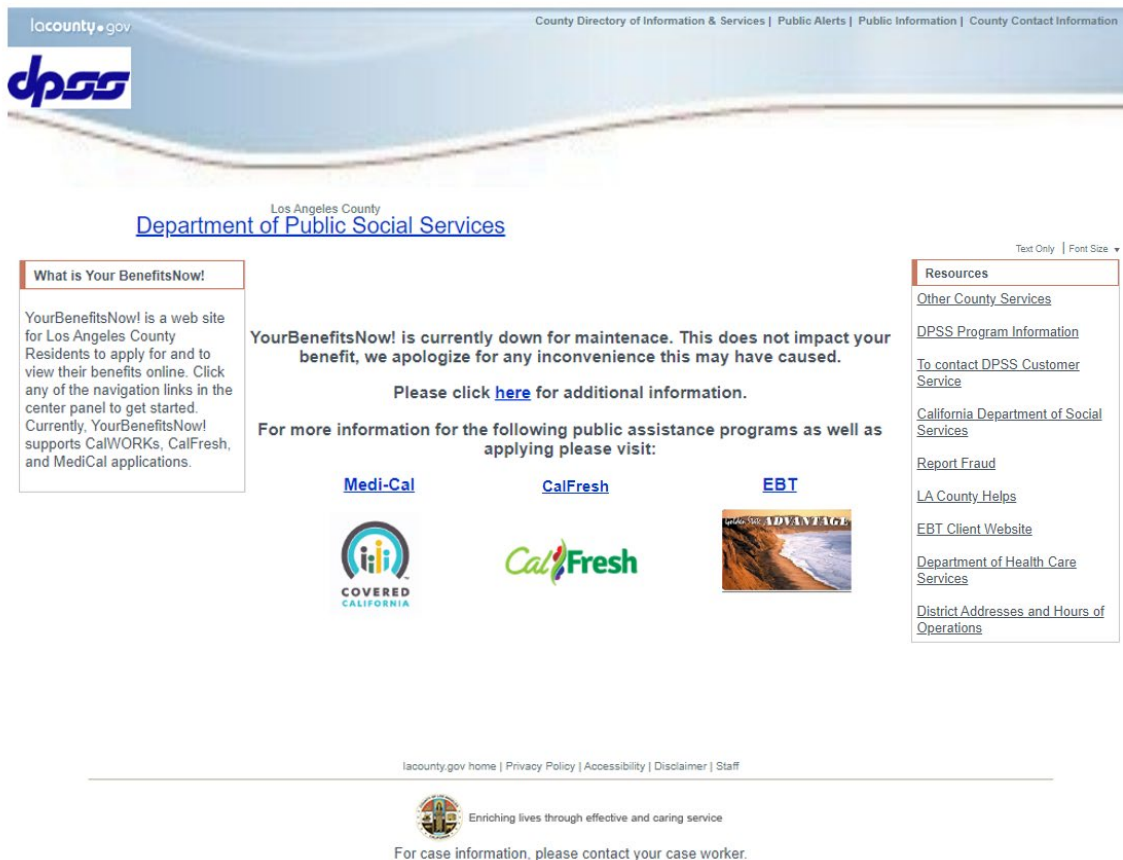 lacounty.gov
County Directory of Information & Services | Public Alerts | Public Information | County Contact Information
dpss
Los Angeles County
Department of Public Social Services
Text Only | Font Size
What is Your BenefitsNow!
YourBenefitsNow! is a web site
for Los Angeles County
Residents to apply for and to
view their benefits online. Click
any of the navigation links in the
center panel to get started.
Currently, YourBenefitsNow!
supports CalWORKs, CalFresh,
and MediCal applications.
YourBenefitsNow! is currently down for maintenace. This does not impact your
benefit, we apologize for any inconvenience this may have caused.
Please click here for additional information.
For more information for the following public assistance programs as well as
applying please visit:
Medi-Cal
CalFresh
EBT
COVERED
CALIFORNIA
CalFresh
Golden State ADVANTAGE
Resources
Other County Services
DPSS Program Information
To contact DPSS Customer
Service
California Department of Social
Services
Report Fraud
LA County Helps
EBT Client Website
Department of Health Care
Services
District Addresses and Hours of
Operations
lacounty.gov home | Privacy Policy | Accessibility | Disclaimer | Staff
Enriching lives through effective and caring service
For case information, please contact your case worker.